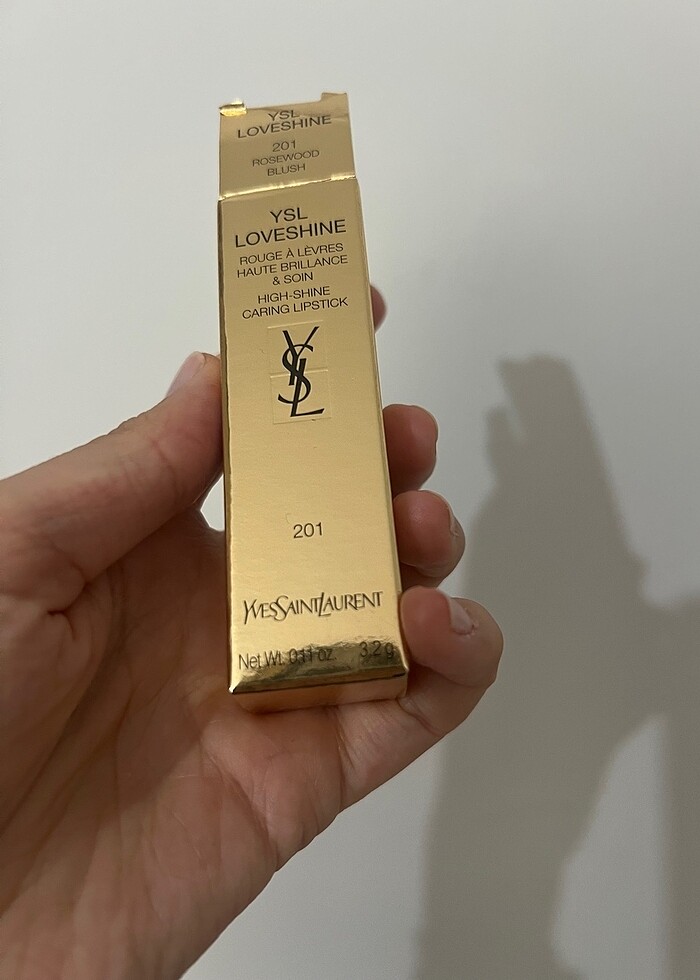 YSL
LOVESHINE
201
ROSEWOOD
BLUSH
YSL
LOVESHINE
ROUGE À LÈVRES
HAUTE BRILLANCE
& SOIN
HIGH-SHINE
CARING LIPSTICK
YSL
201
YVESSAINTLAURENT
Net Wt. 0.11 oz. 3.2 g